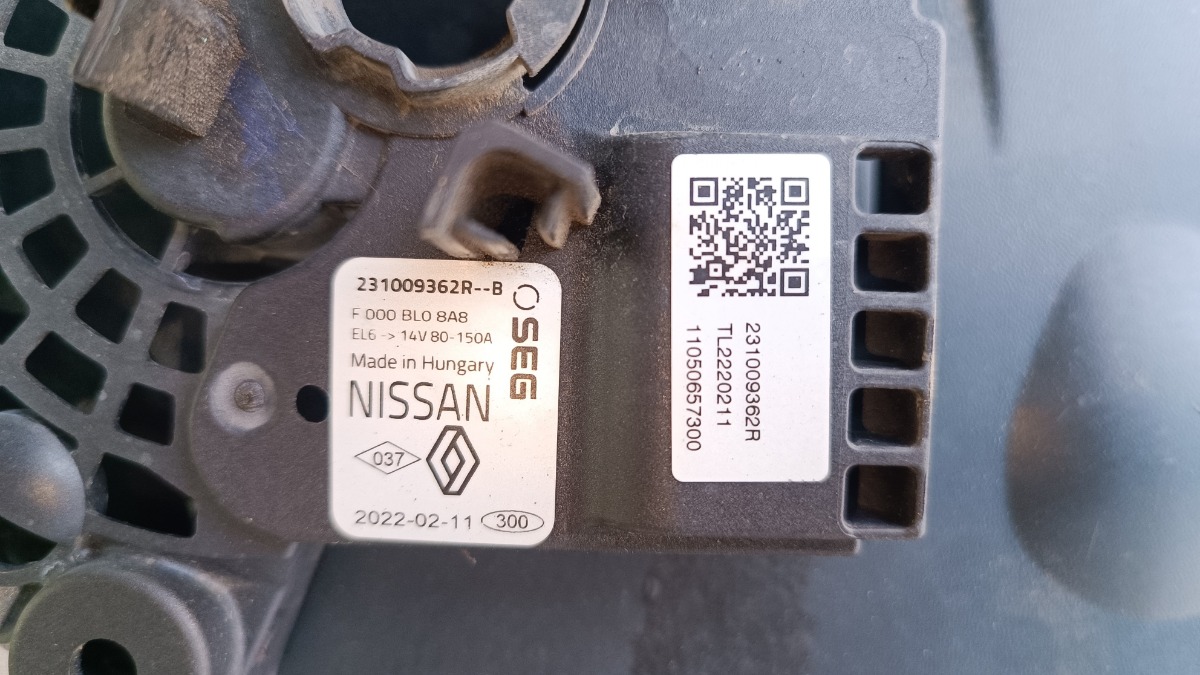 231009362R--B
F 000 BL0 8A8
EL6 -> 14V 80-150A
Made in Hungary
NISSAN
037
2022-02-11 300
SEG
231009362R
TL2220211
11050657300